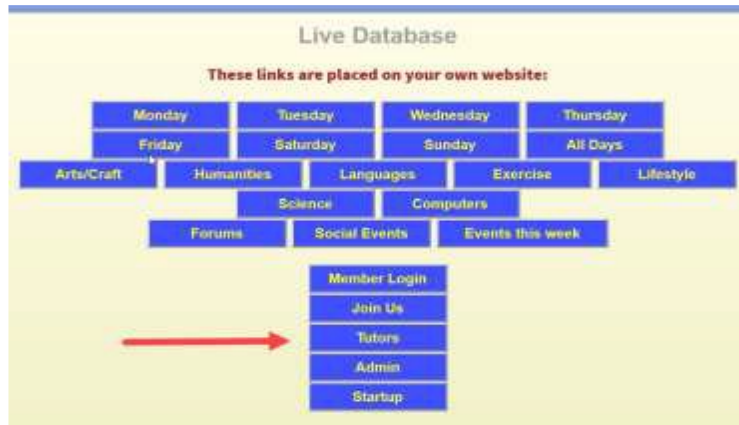 Live Database
These links are placed on your own website:
Monday Tuesday Wednesday Thursday
Friday Saturday Sunday All Days
Arts/Craft Humanities Languages Exercise Lifestyle
Science Computers
Forums Social Events Events this week
Member Login
Join Us
Tutors
Admin
Startup